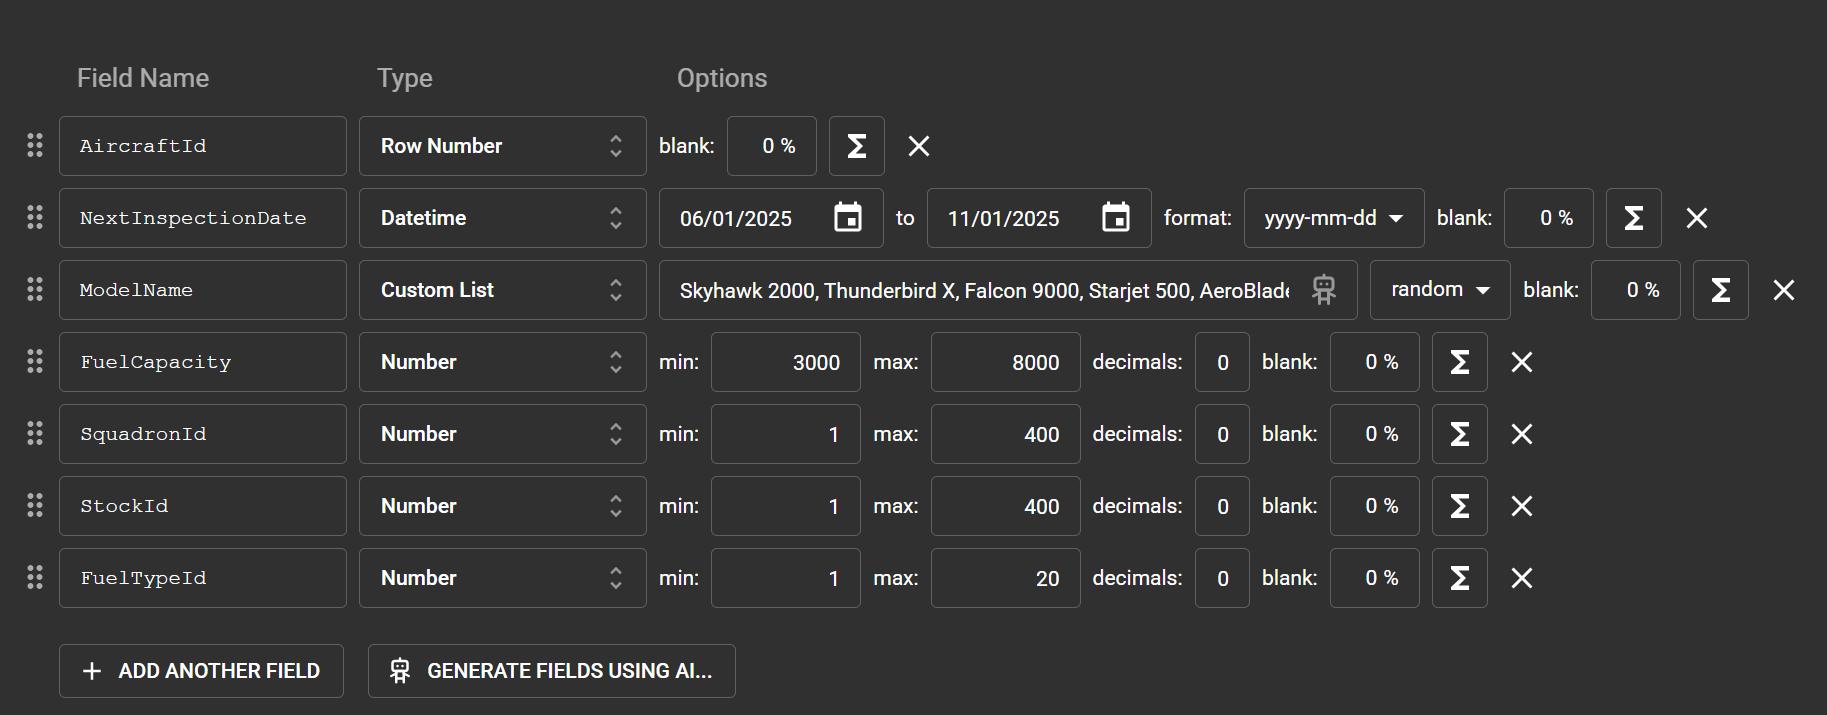 Field Name Type Options
AircraftId Row Number blank: 0 % Σ
NextInspectionDate Datetime 06/01/2025 to 11/01/2025 format: yyyy-mm-dd blank: 0 % Σ
ModelName Custom List Skyhawk 2000, Thunderbird X, Falcon 9000, Starjet 500, AeroBlade random blank: 0 % Σ
FuelCapacity Number min: 3000 max: 8000 decimals: 0 blank: 0 % Σ
SquadronId Number min: 1 max: 400 decimals: 0 blank: 0 % Σ
StockId Number min: 1 max: 400 decimals: 0 blank: 0 % Σ
FuelTypeId Number min: 1 max: 20 decimals: 0 blank: 0 % Σ
+ ADD ANOTHER FIELD GENERATE FIELDS USING AI...